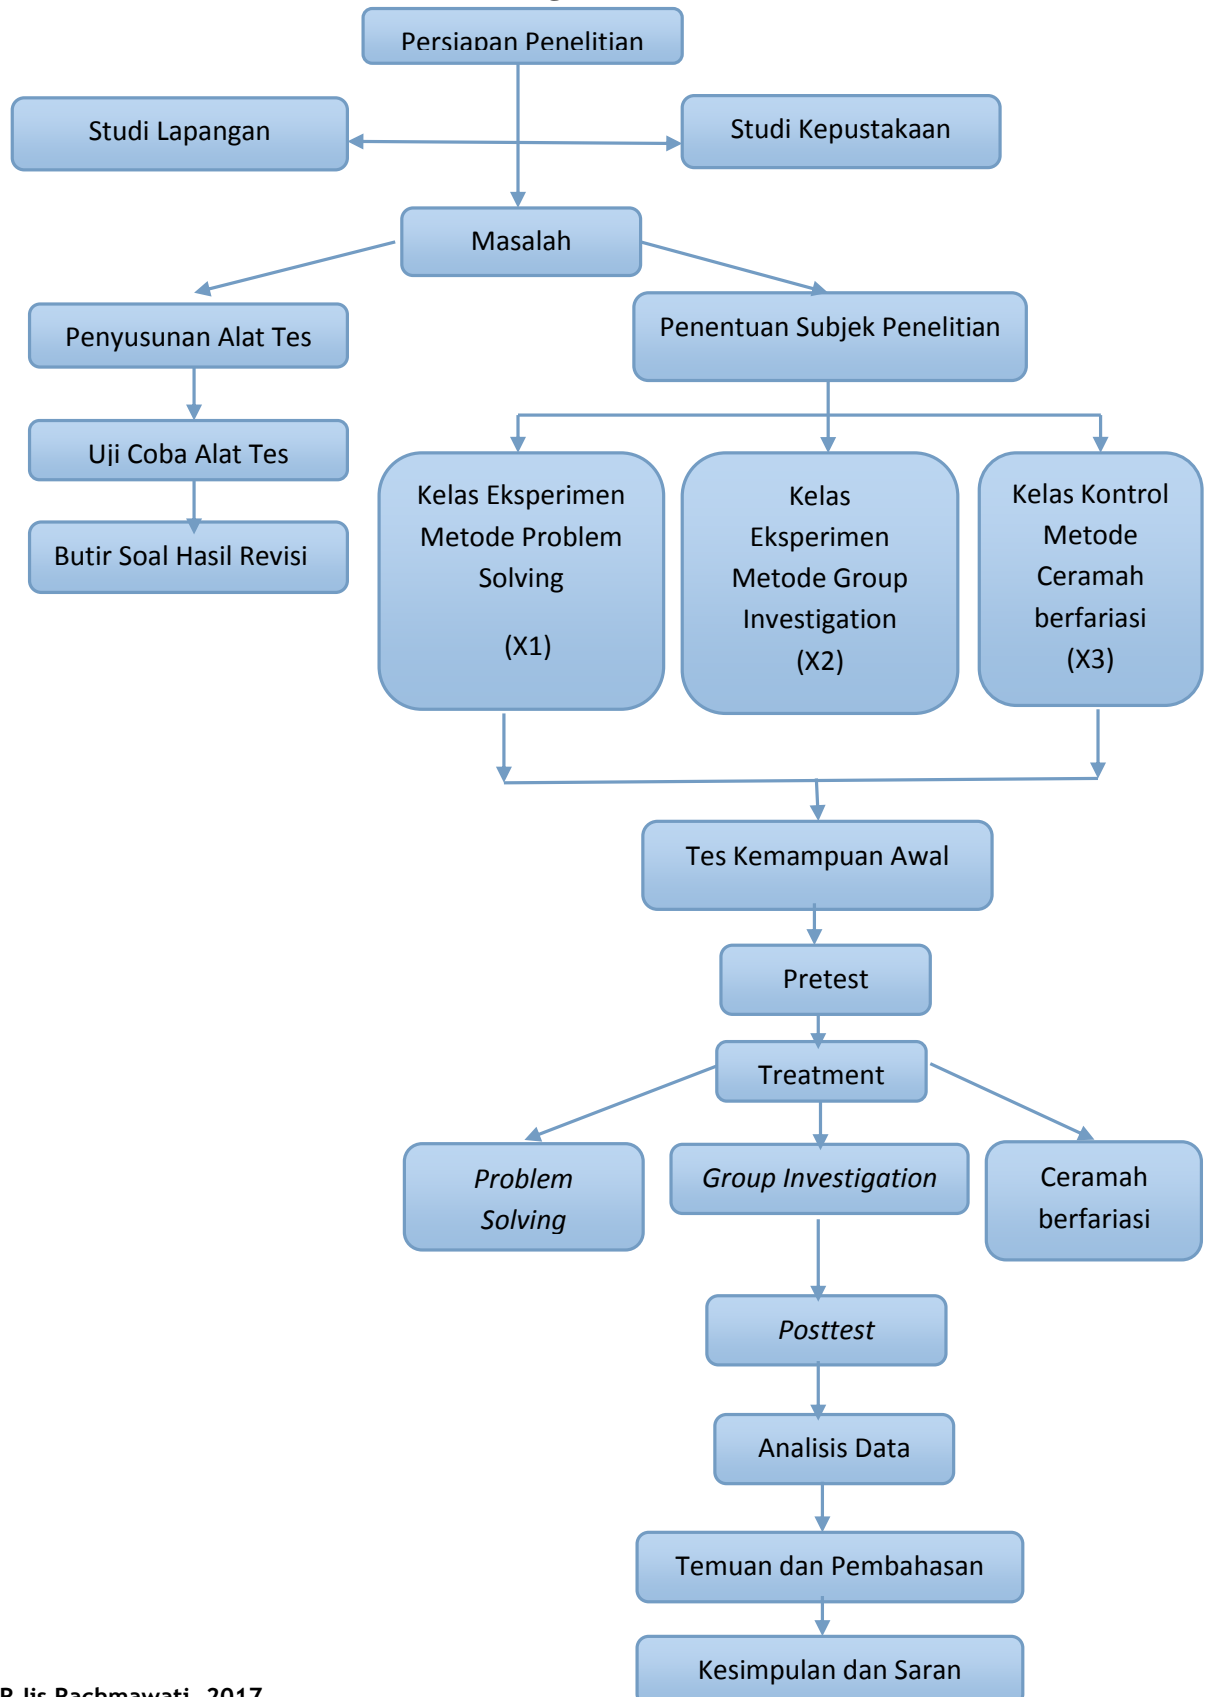 Persiapan Penelitian
Studi Lapangan
Studi Kepustakaan
Masalah
Penyusunan Alat Tes
Penentuan Subjek Penelitian
Uji Coba Alat Tes
Butir Soal Hasil Revisi
Kelas Eksperimen
Metode Problem
Solving
(X1)
Kelas
Eksperimen
Metode Group
Investigation
(X2)
Kelas Kontrol
Metode
Ceramah
berfariasi
(X3)
Tes Kemampuan Awal
Pretest
Treatment
Problem
Solving
Group Investigation
Ceramah
berfariasi
Posttest
Analisis Data
Temuan dan Pembahasan
Kesimpulan dan Saran
Rachmawati, 2017